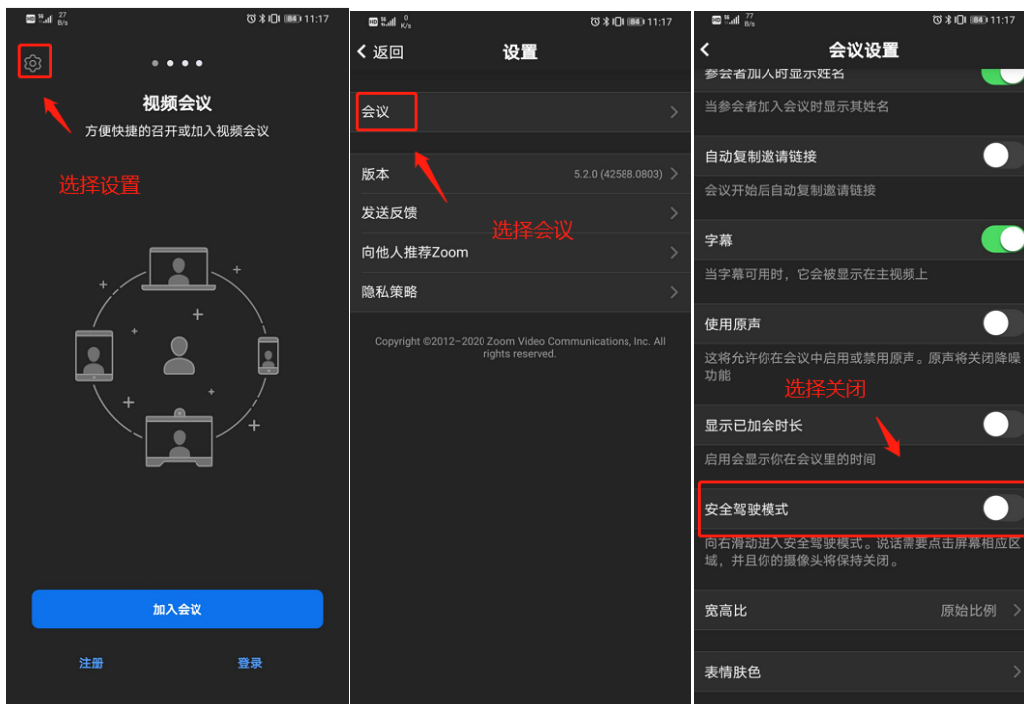 HD 5G 27 B/s 84 11:17
视频会议
方便快捷的召开或加入视频会议
选择设置
加入会议
注册 登录
HD 0 K/s 11:17
返回 设置
会议
版本 5.2.0 (42588.0803)
发送反馈
选择会议
向他人推荐Zoom
隐私策略
Copyright ©2012-2020 Zoom Video Communications, Inc. All
rights reserved.
HD 77 B/s 84 11:17
会议设置
参会者加入时显示姓名
当参会者加入会议时显示其姓名
自动复制邀请链接
会议开始后自动复制邀请链接
字幕
当字幕可用时，它会被显示在主视频上
使用原声
这将允许你在会议中启用或禁用原声。原声将关闭降噪
功能
选择关闭
显示已加会时长
启用会显示你在会议里的时间
安全驾驶模式
向右滑动进入安全驾驶模式。说话需要点击屏幕相应区
域，并且你的摄像头将保持关闭。
宽高比 原始比例
表情肤色